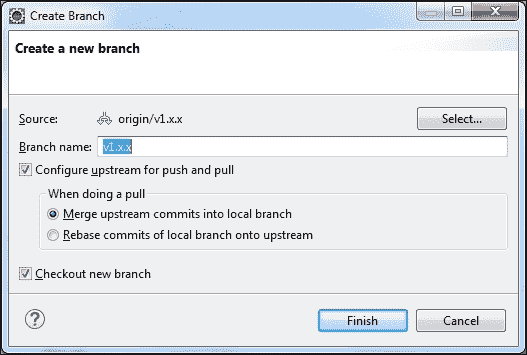 Create Branch
Create a new branch
Source: origin/v1.x.x Select...
Branch name: v1.x.x
Configure upstream for push and pull
When doing a pull
Merge upstream commits into local branch
Rebase commits of local branch onto upstream
Checkout new branch
? Finish Cancel